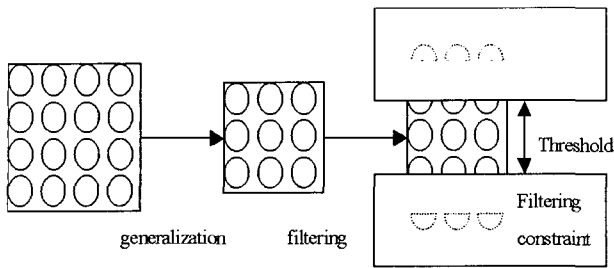 Threshold
Filtering
constraint
generalization
filtering